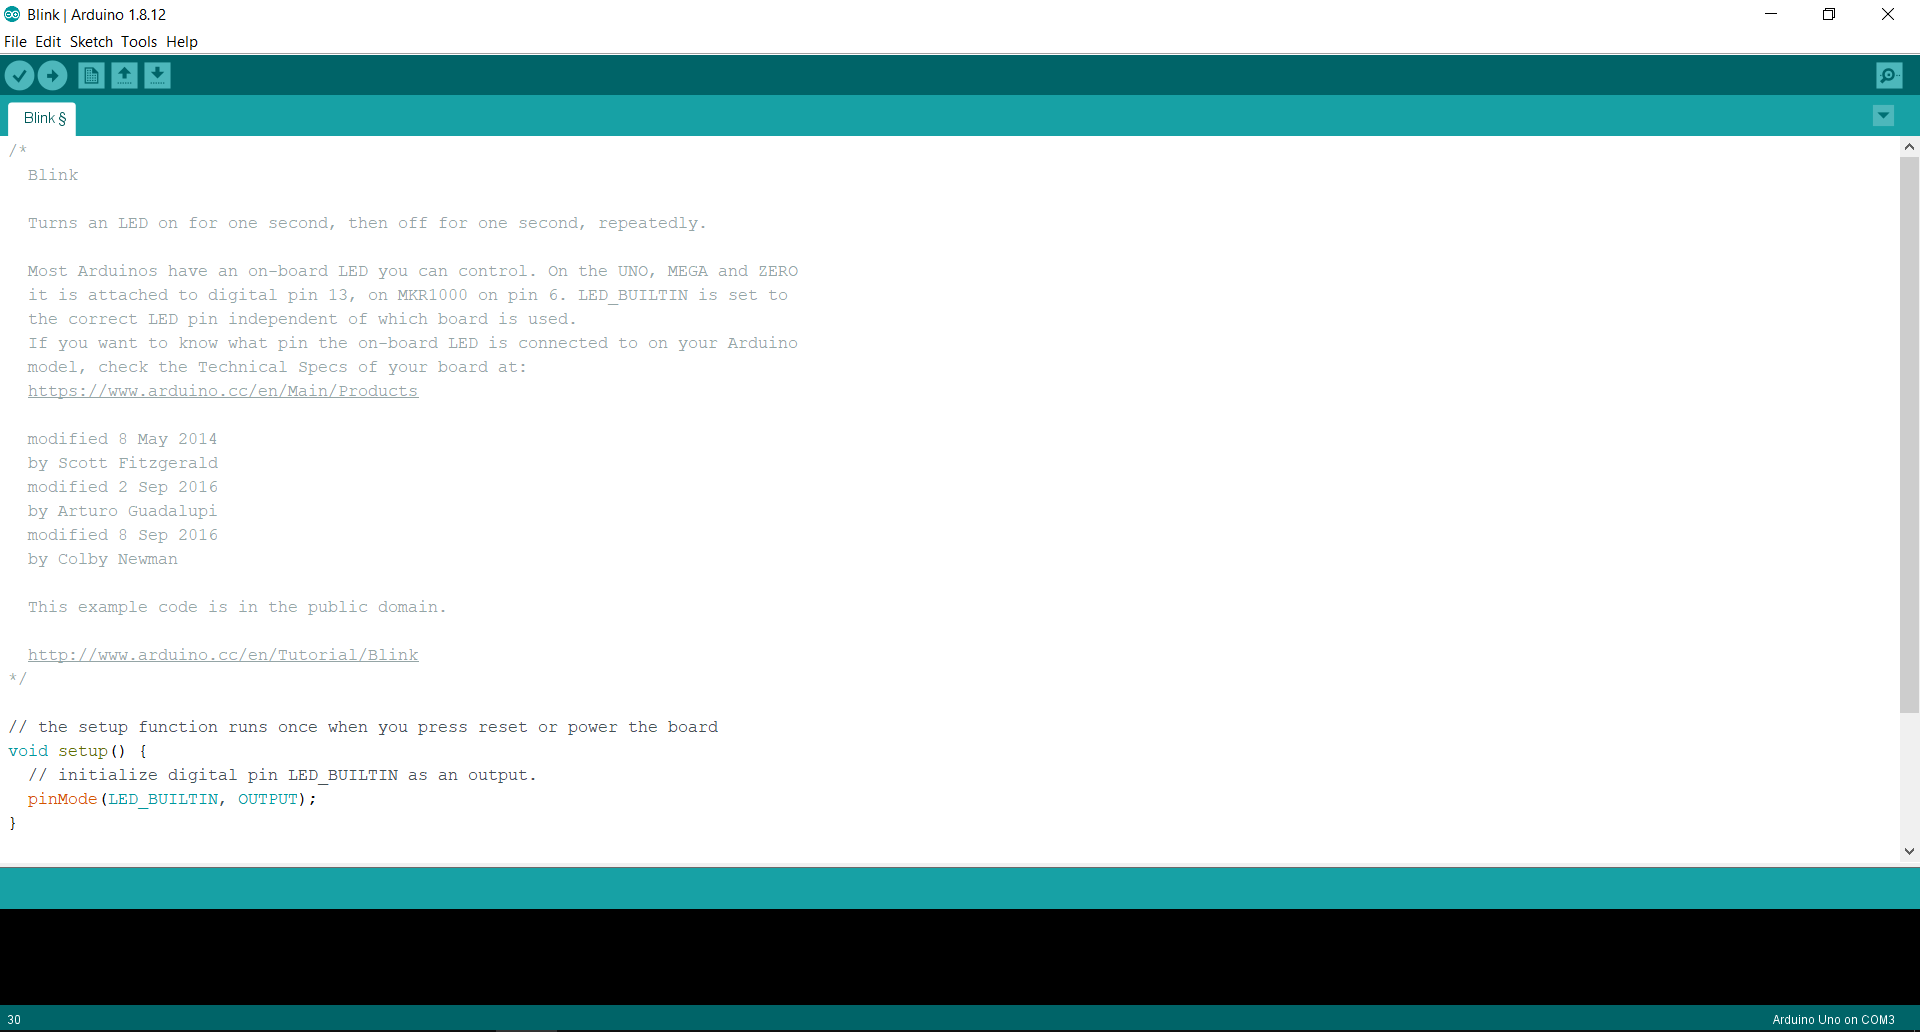 Blink | Arduino 1.8.12
File Edit Sketch Tools Help
Blink §
/*
  Blink

  Turns an LED on for one second, then off for one second, repeatedly.

  Most Arduinos have an on-board LED you can control. On the UNO, MEGA and ZERO
  it is attached to digital pin 13, on MKR1000 on pin 6. LED_BUILTIN is set to
  the correct LED pin independent of which board is used.
  If you want to know what pin the on-board LED is connected to on your Arduino
  model, check the Technical Specs of your board at:
  https://www.arduino.cc/en/Main/Products

  modified 8 May 2014
  by Scott Fitzgerald
  modified 2 Sep 2016
  by Arturo Guadalupi
  modified 8 Sep 2016
  by Colby Newman

  This example code is in the public domain.

  http://www.arduino.cc/en/Tutorial/Blink
*/

// the setup function runs once when you press reset or power the board
void setup() {
  // initialize digital pin LED_BUILTIN as an output.
  pinMode(LED_BUILTIN, OUTPUT);
}
30
Arduino Uno on COM3